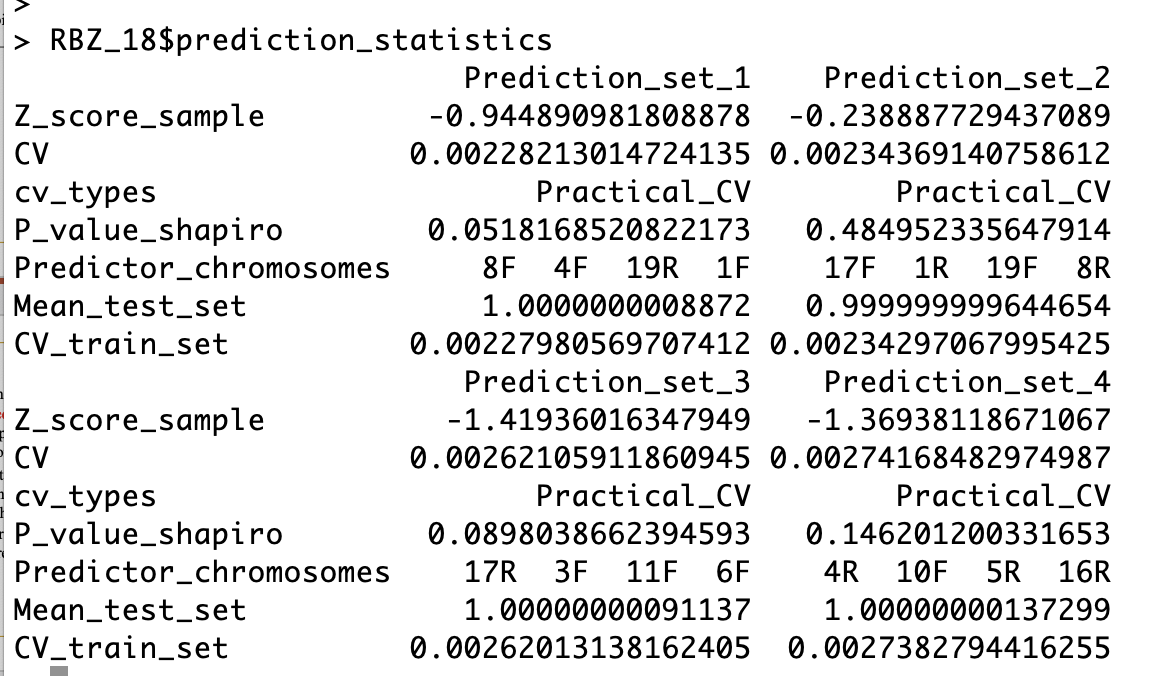 >
> RBZ_18$prediction_statistics
Prediction_set_1 Prediction_set_2
Z_score_sample -0.944890981808878 -0.238887729437089
CV 0.00228213014724135 0.00234369140758612
cv_types Practical_CV Practical_CV
P_value_shapiro 0.0518168520822173 0.484952335647914
Predictor_chromosomes 8F 4F 19R 1F 17F 1R 19F 8R
Mean_test_set 1.0000000008872 0.999999999644654
CV_train_set 0.00227980569707412 0.00234297067995425
Prediction_set_3 Prediction_set_4
Z_score_sample -1.41936016347949 -1.36938118671067
CV 0.00262105911860945 0.00274168482974987
cv_types Practical_CV Practical_CV
P_value_shapiro 0.0898038662394593 0.146201200331653
Predictor_chromosomes 17R 3F 11F 6F 4R 10F 5R 16R
Mean_test_set 1.00000000091137 1.00000000137299
CV_train_set 0.00262013138162405 0.0027382794416255